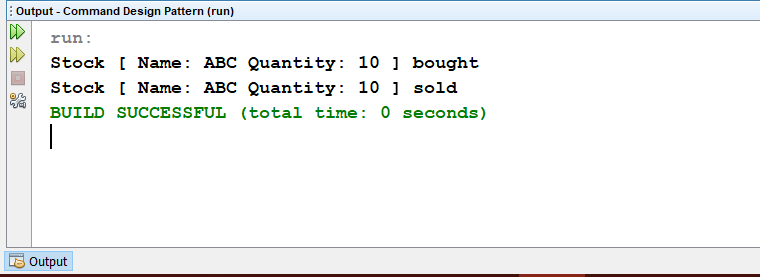 Output - Command Design Pattern (run)
run:
Stock [ Name: ABC Quantity: 10 ] bought
Stock [ Name: ABC Quantity: 10 ] sold
BUILD SUCCESSFUL (total time: 0 seconds)
Output